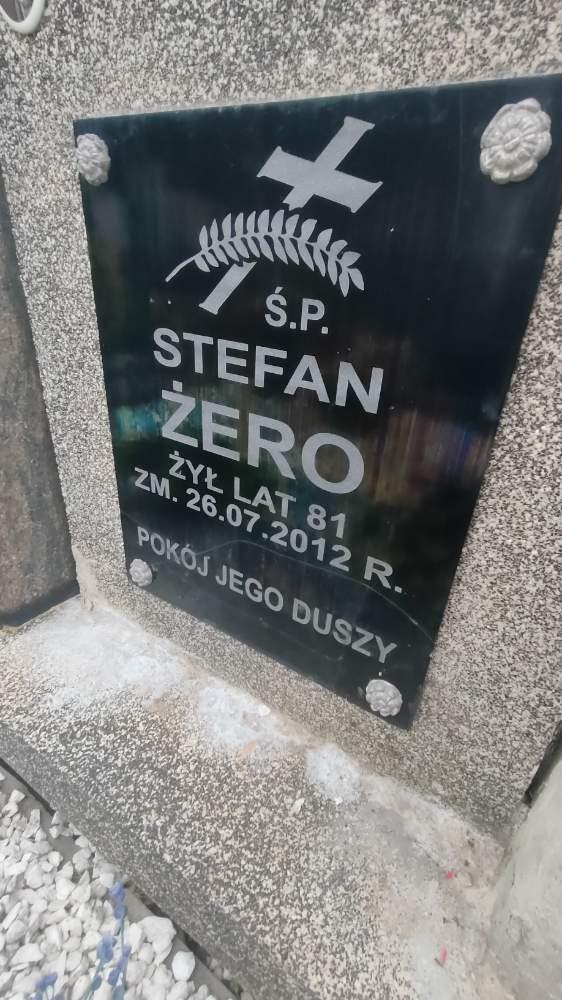 Ś.P.
STEFAN
ŻERO
ŻYŁ LAT 81
ZM. 26.07.2012 R.
POKÓJ JEGO DUSZY